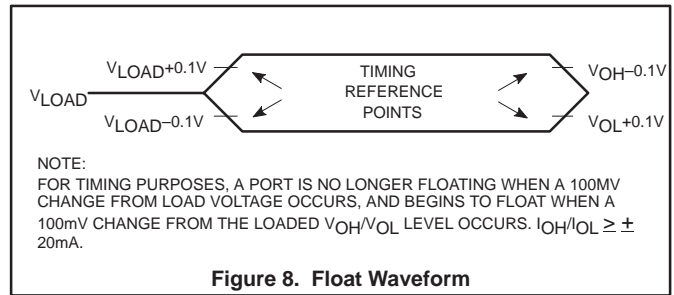 VLOAD
VLOAD+0.1V
VLOAD–0.1V
TIMING
REFERENCE
POINTS
VOH–0.1V
VOL+0.1V
NOTE:
FOR TIMING PURPOSES, A PORT IS NO LONGER FLOATING WHEN A 100MV
CHANGE FROM LOAD VOLTAGE OCCURS, AND BEGINS TO FLOAT WHEN A
100mV CHANGE FROM THE LOADED VOH/VOL LEVEL OCCURS. IOH/IOL ≥ ±
20mA.
Figure 8. Float Waveform